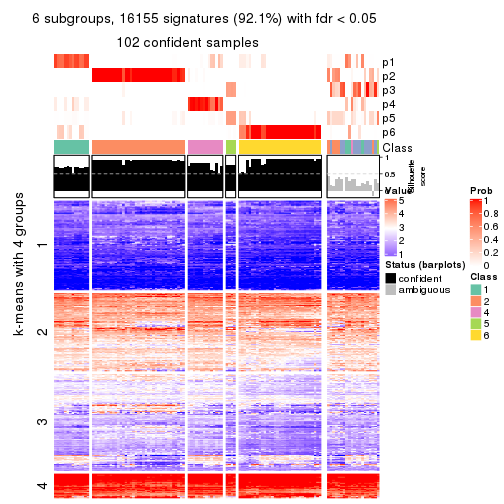 6 subgroups, 16155 signatures (92.1%) with fdr < 0.05
102 confident samples
p1
p2
p3
p4
p5
p6
Class
1
0.5
0
Silhouette
score
k-means with 4 groups
1
2
3
4
Value
5
4
3
2
1
Status (barplots)
confident
ambiguous
Prob
1
0.8
0.6
0.4
0.2
0
Class
1
2
4
5
6